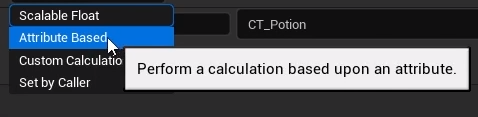 Scalable Float
CT_Potion
Attribute Based
Custom Calculatio
Perform a calculation based upon an attribute.
Set by Caller